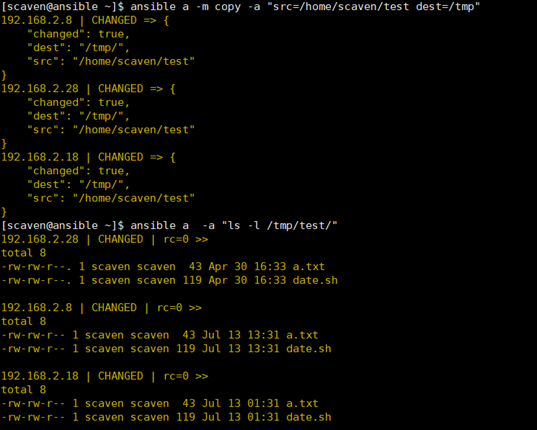 [scaven@ansible ~]$ ansible a -m copy -a "src=/home/scaven/test dest=/tmp"
192.168.2.8 | CHANGED => {
    "changed": true,
    "dest": "/tmp/",
    "src": "/home/scaven/test"
}
192.168.2.28 | CHANGED => {
    "changed": true,
    "dest": "/tmp/",
    "src": "/home/scaven/test"
}
192.168.2.18 | CHANGED => {
    "changed": true,
    "dest": "/tmp/",
    "src": "/home/scaven/test"
}
[scaven@ansible ~]$ ansible a  -a "ls -l /tmp/test/"
192.168.2.28 | CHANGED | rc=0 >>
total 8
-rw-rw-r--. 1 scaven scaven  43 Apr 30 16:33 a.txt
-rw-rw-r--. 1 scaven scaven 119 Apr 30 16:33 date.sh

192.168.2.8 | CHANGED | rc=0 >>
total 8
-rw-rw-r-- 1 scaven scaven  43 Jul 13 13:31 a.txt
-rw-rw-r-- 1 scaven scaven 119 Jul 13 13:31 date.sh

192.168.2.18 | CHANGED | rc=0 >>
total 8
-rw-rw-r-- 1 scaven scaven  43 Jul 13 01:31 a.txt
-rw-rw-r-- 1 scaven scaven 119 Jul 13 01:31 date.sh